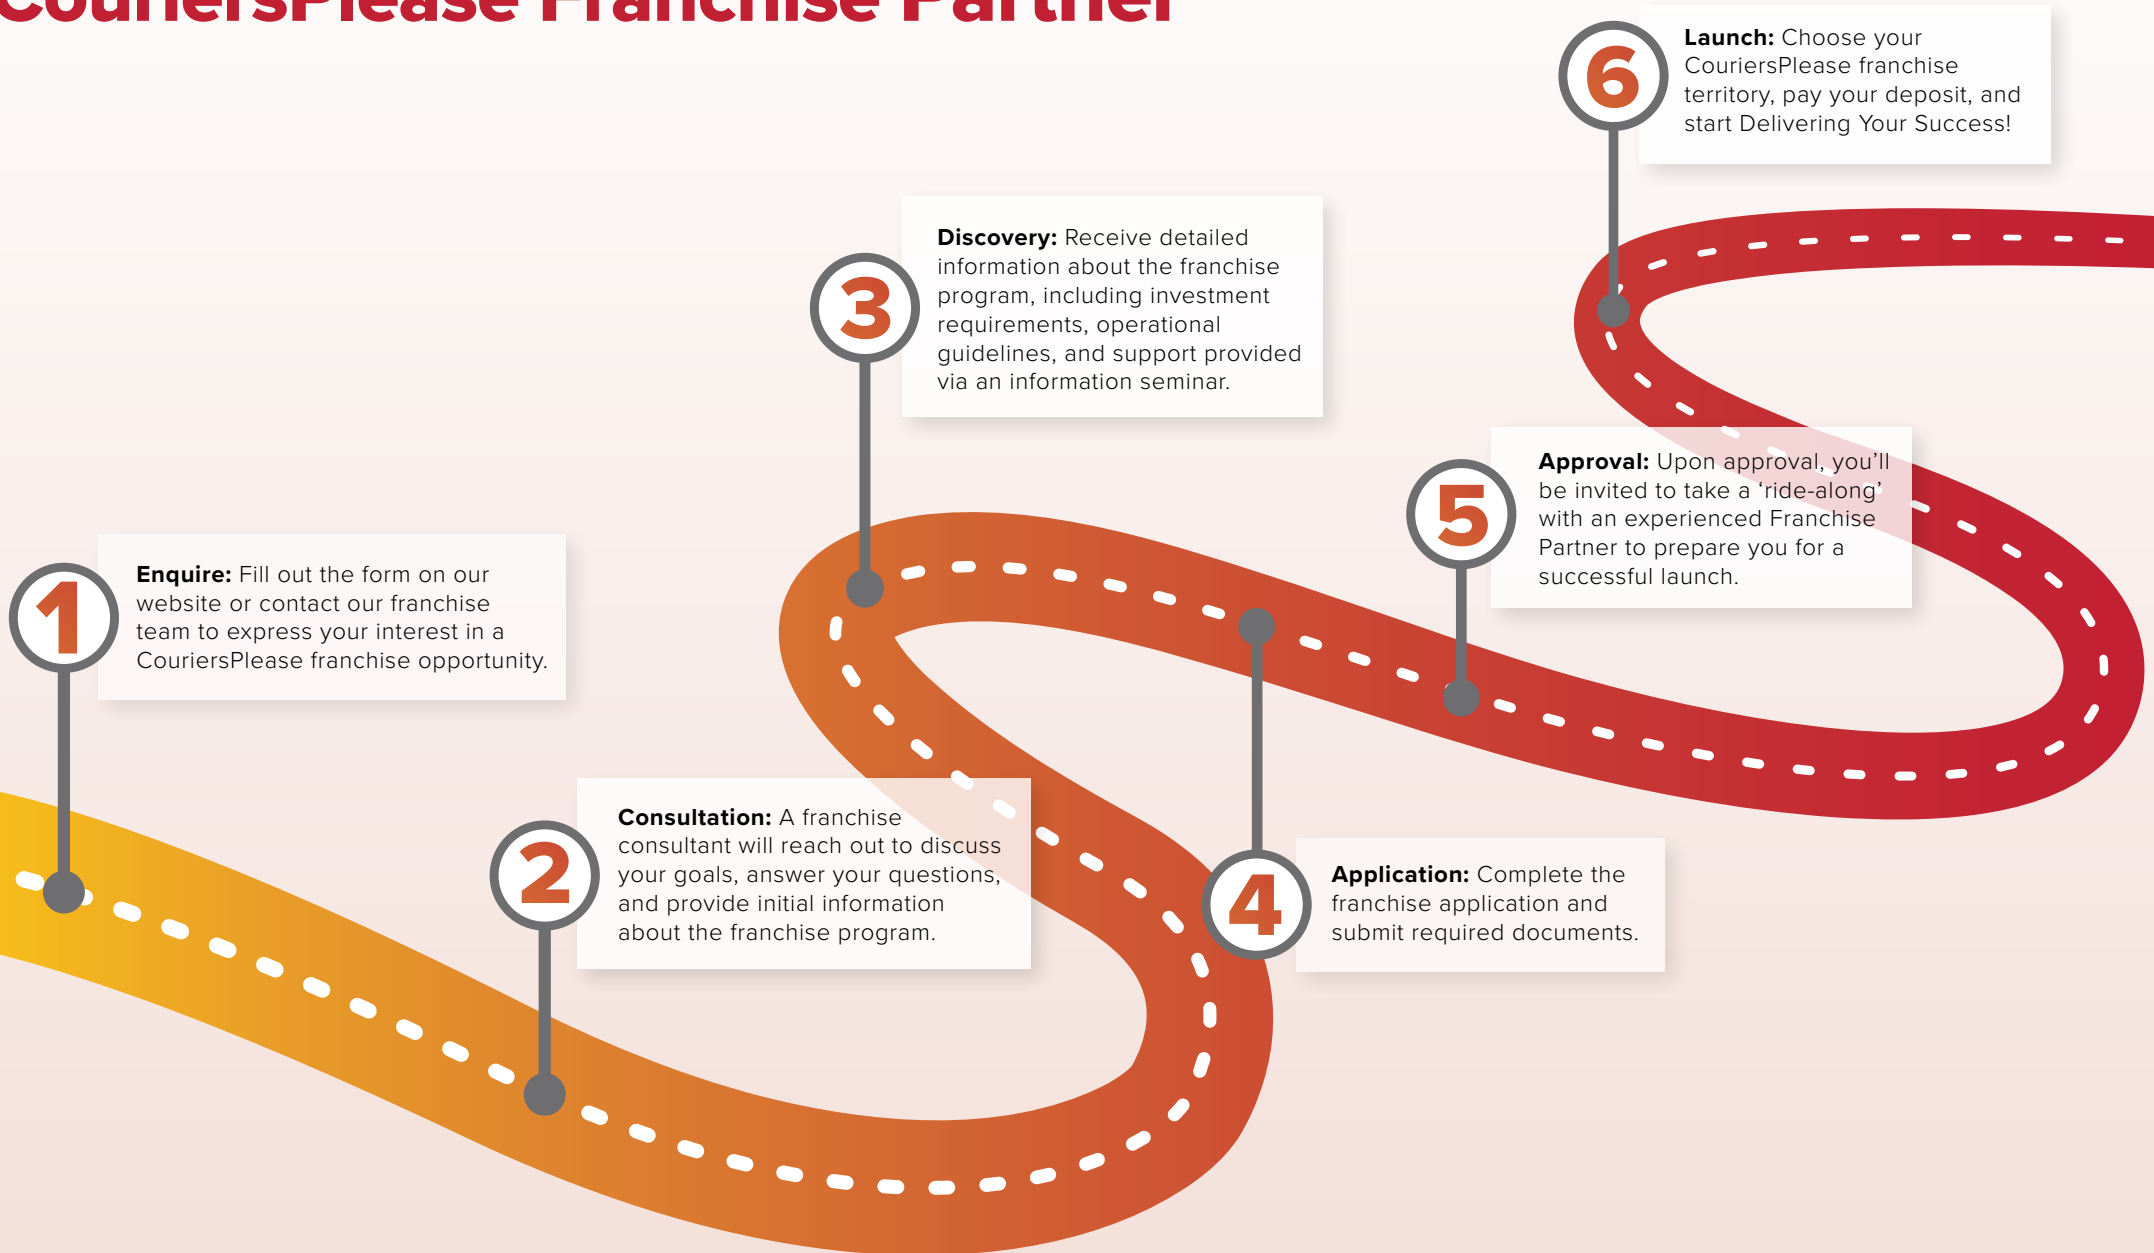 CouriersPlease Franchise Partner
6
Launch: Choose your
CouriersPlease franchise
territory, pay your deposit, and
start Delivering Your Success!
3
Discovery: Receive detailed
information about the franchise
program, including investment
requirements, operational
guidelines, and support provided
via an information seminar.
5
Approval: Upon approval, you’ll
be invited to take a ‘ride-along’
with an experienced Franchise
Partner to prepare you for a
successful launch.
1
Enquire: Fill out the form on our
website or contact our franchise
team to express your interest in a
CouriersPlease franchise opportunity.
2
Consultation: A franchise
consultant will reach out to discuss
your goals, answer your questions,
and provide initial information
about the franchise program.
4
Application: Complete the
franchise application and
submit required documents.